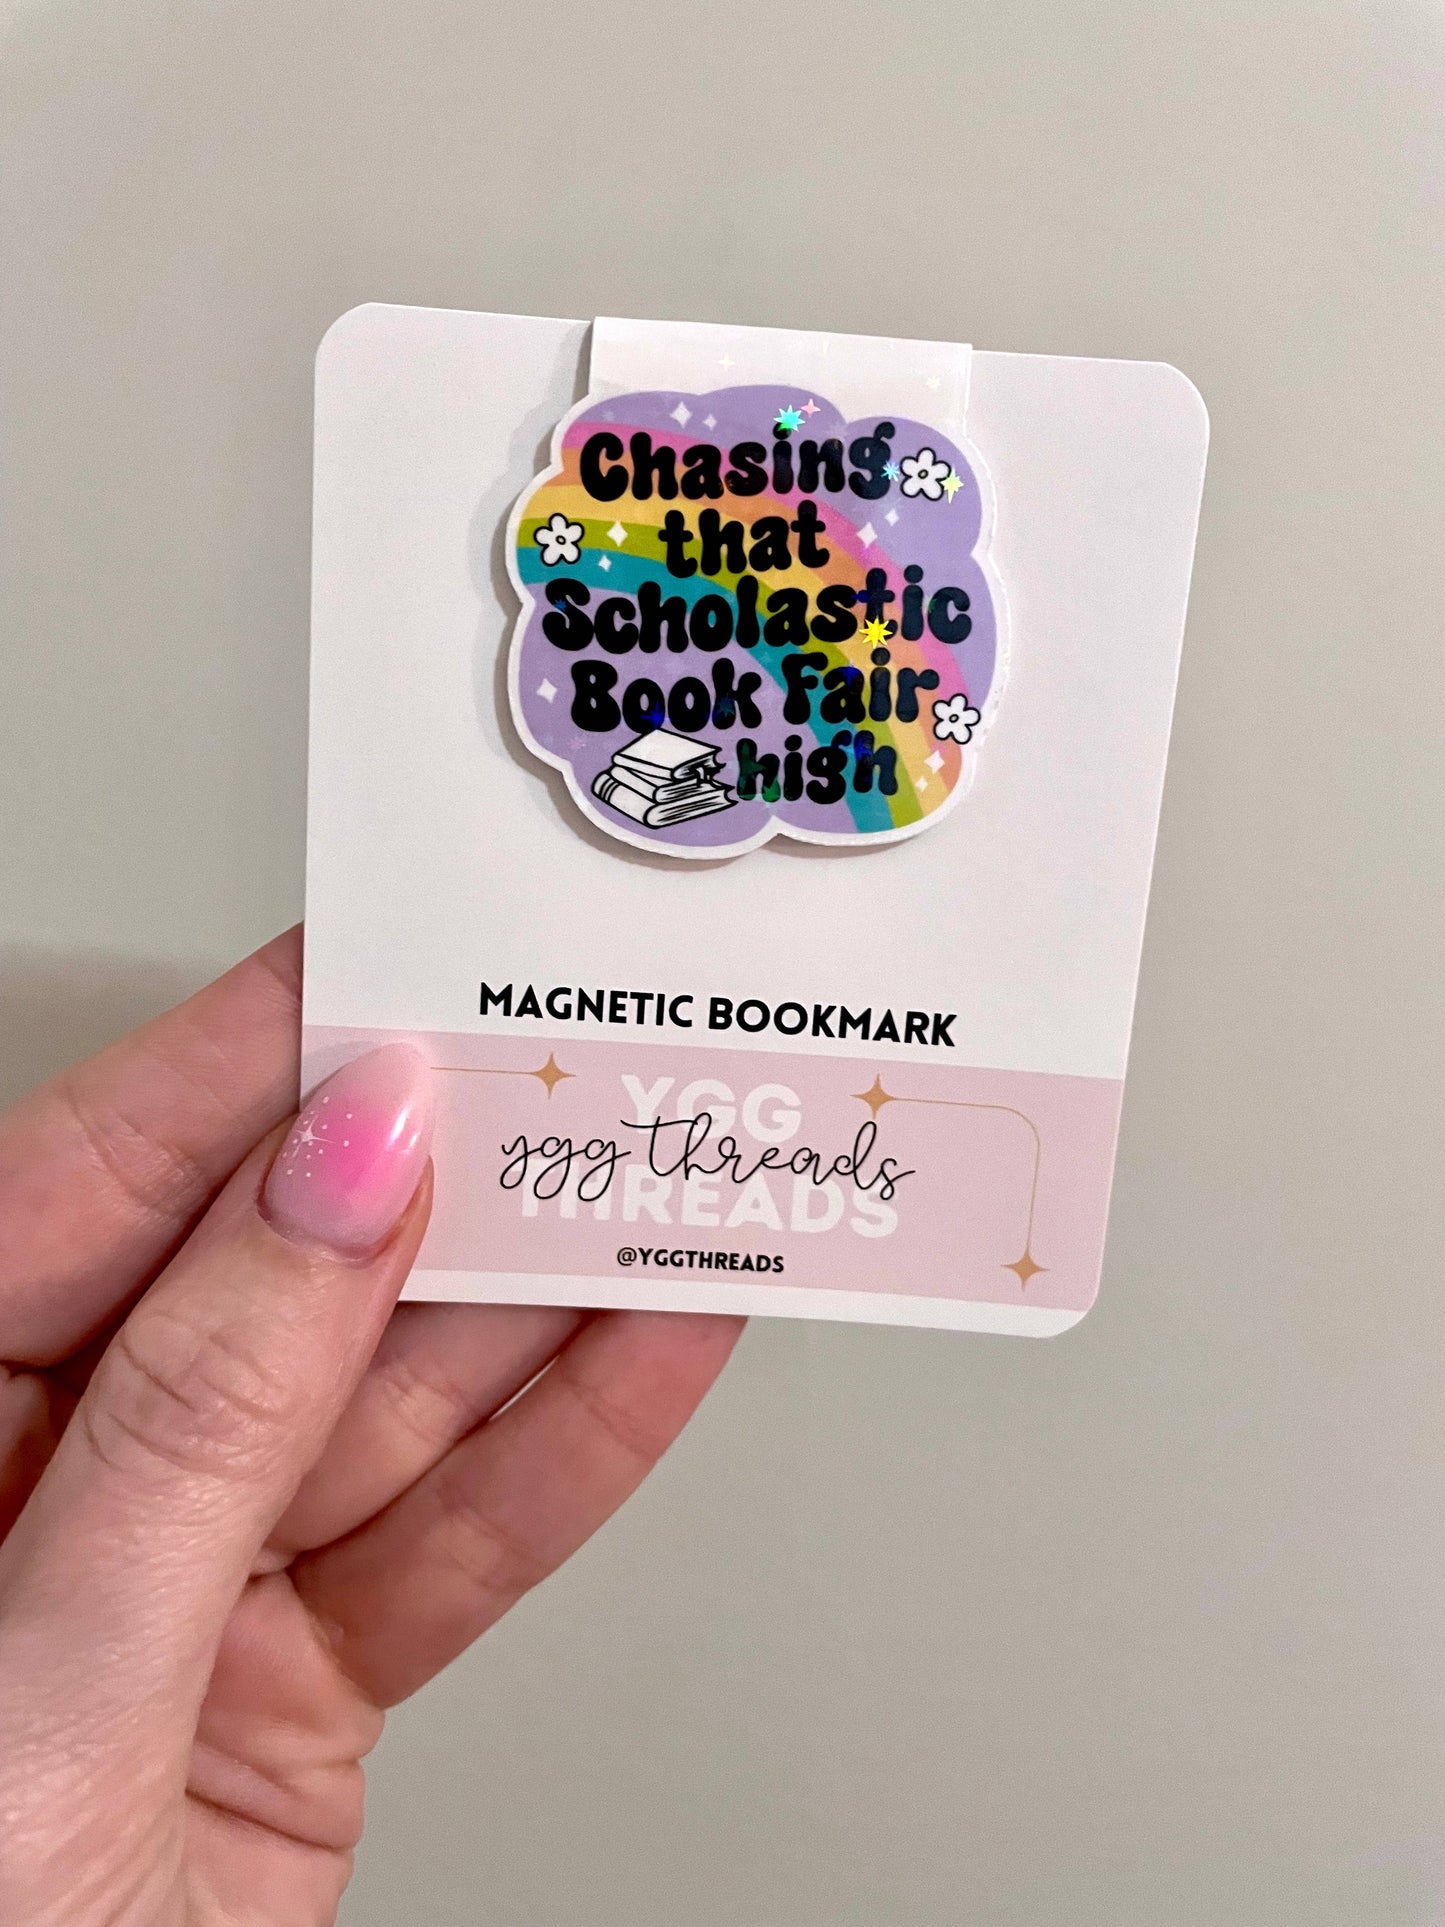 Chasing
that
Scholastic
Book Fair
high
MAGNETIC BOOKMARK
YGG
ygg threads
THREADS
@YGGTHREADS